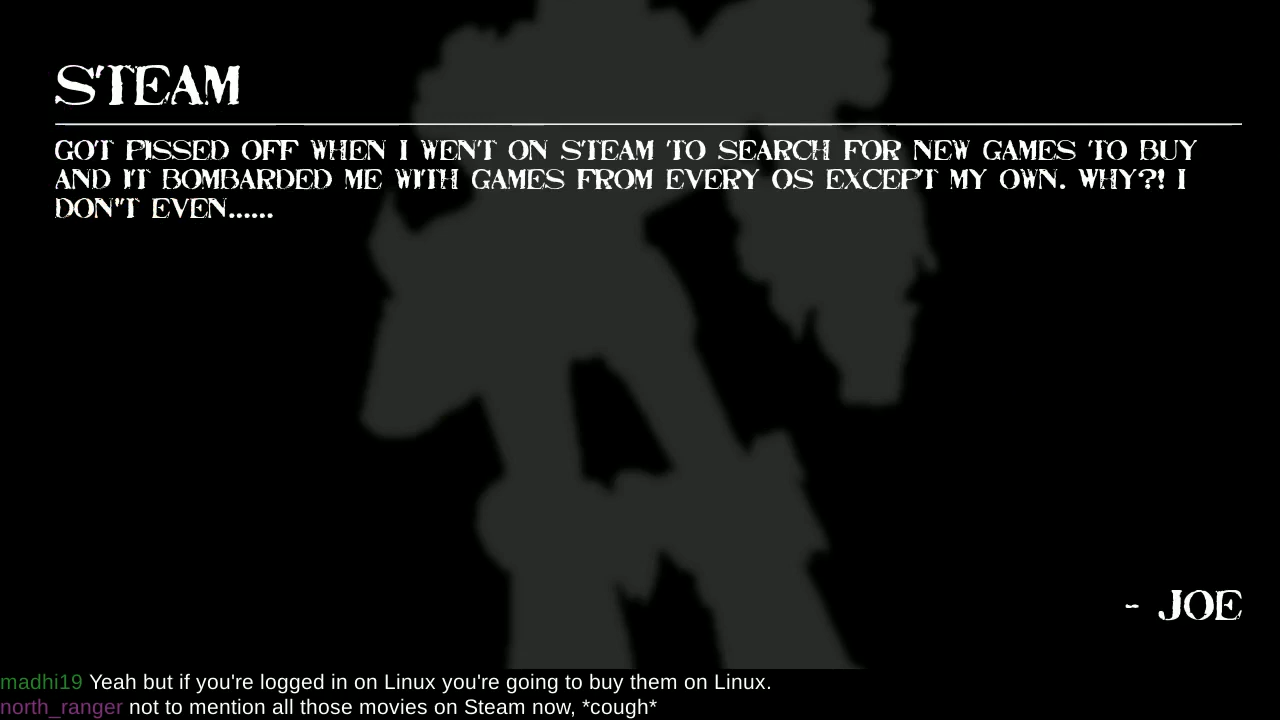 STEAM
GOT PISSED OFF WHEN I WENT ON STEAM TO SEARCH FOR NEW GAMES TO BUY
AND IT BOMBARDED ME WITH GAMES FROM EVERY OS EXCEPT MY OWN. WHY?! I
DON'T EVEN......
- JOE
madhi19 Yeah but if you're logged in on Linux you're going to buy them on Linux.
north_ranger not to mention all those movies on Steam now, *cough*